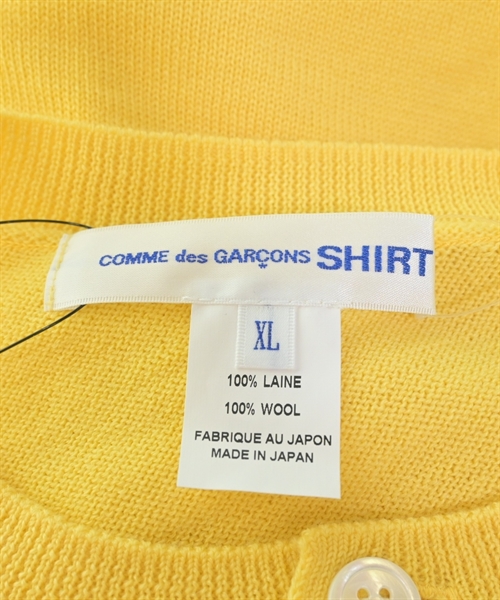 COMME des GARÇONS SHIRT
XL
100% LAINE
100% WOOL
FABRIQUE AU JAPON
MADE IN JAPAN